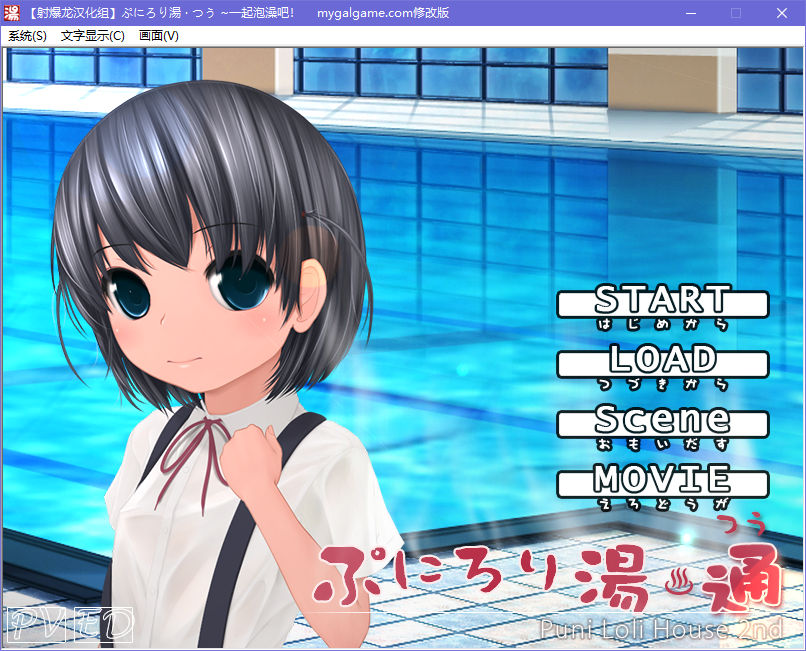 【射爆龙汉化组】ぷにろり湯·つう ~一起泡澡吧! mygalgame.com修改版
系统(S) 文字显示(C) 画面(V)
START
はじめから
LOAD
つづきから
Scene
おもいだす
MOVIE
えろどうが
つう
ぷにろり湯♨通
Puni Loli House 2nd
PVED